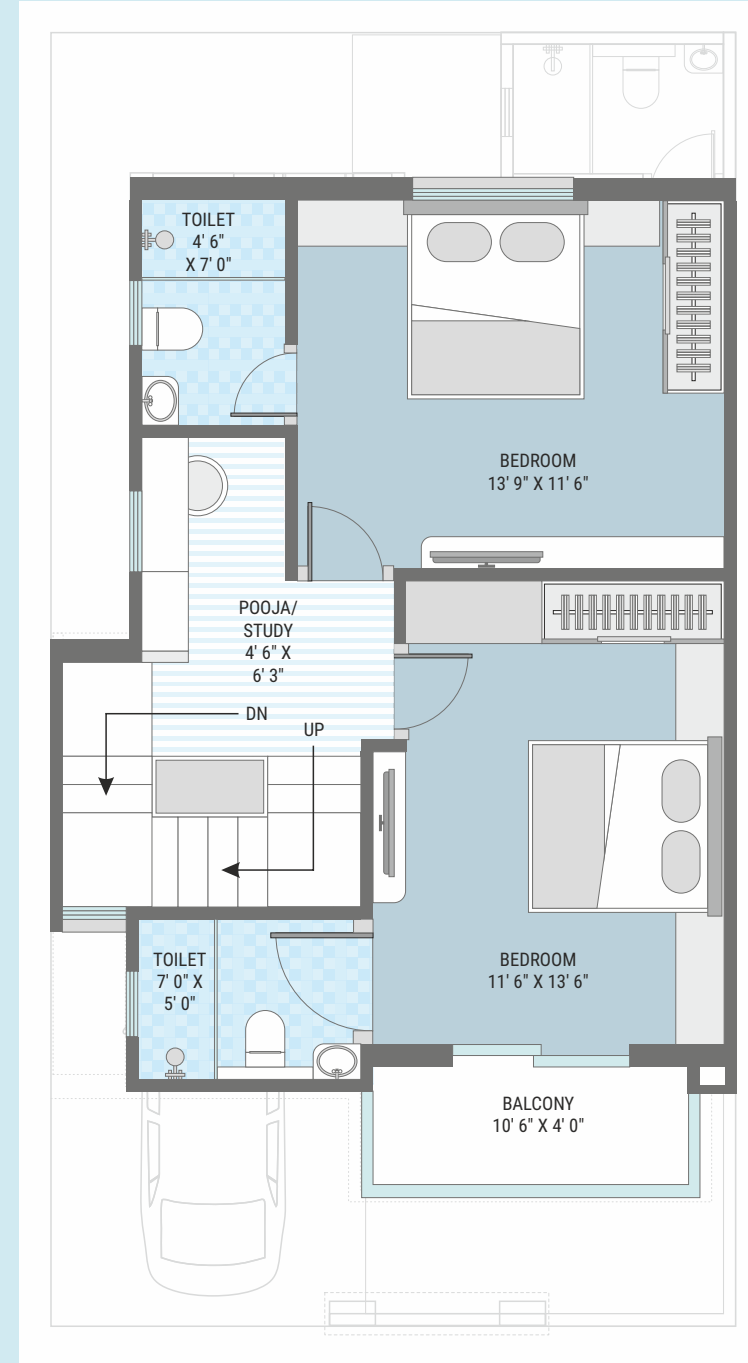 TOILET
4' 6"
X 7' 0"
BEDROOM
13' 9" X 11' 6"
POOJA/
STUDY
4' 6" X
6' 3"
DN
UP
TOILET
7' 0" X
5' 0"
BEDROOM
11' 6" X 13' 6"
BALCONY
10' 6" X 4' 0"